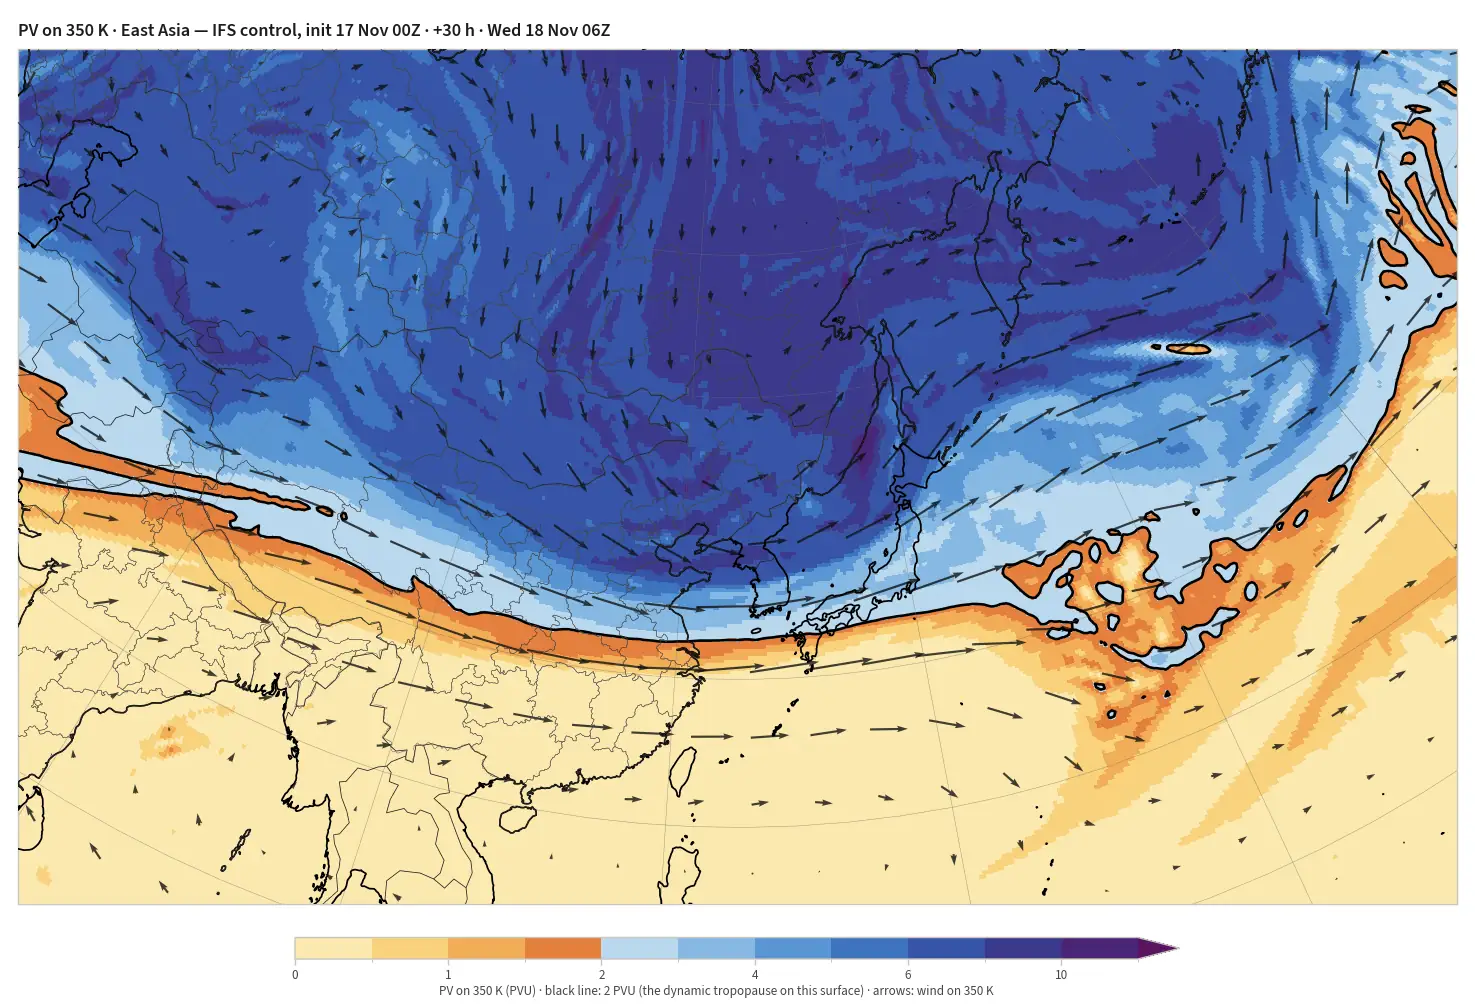 PV on 350 K · East Asia — IFS control, init 17 Nov 00Z · +30 h · Wed 18 Nov 06Z
0 1 2 4 6 10
PV on 350 K (PVU) · black line: 2 PVU (the dynamic tropopause on this surface) · arrows: wind on 350 K